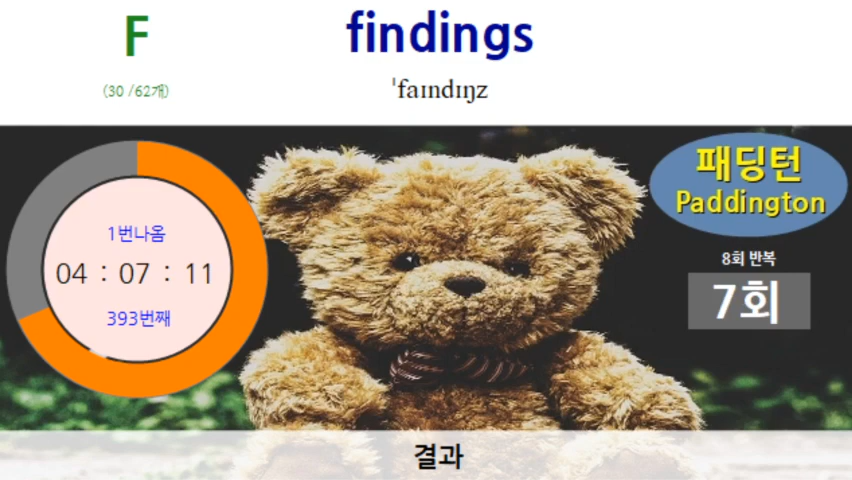 F
findings
(30 /62개)
ˈfaɪndɪŋz
패딩턴
Paddington
1번나옴
04 : 07 : 11
393번째
8회 반복
7회
결과